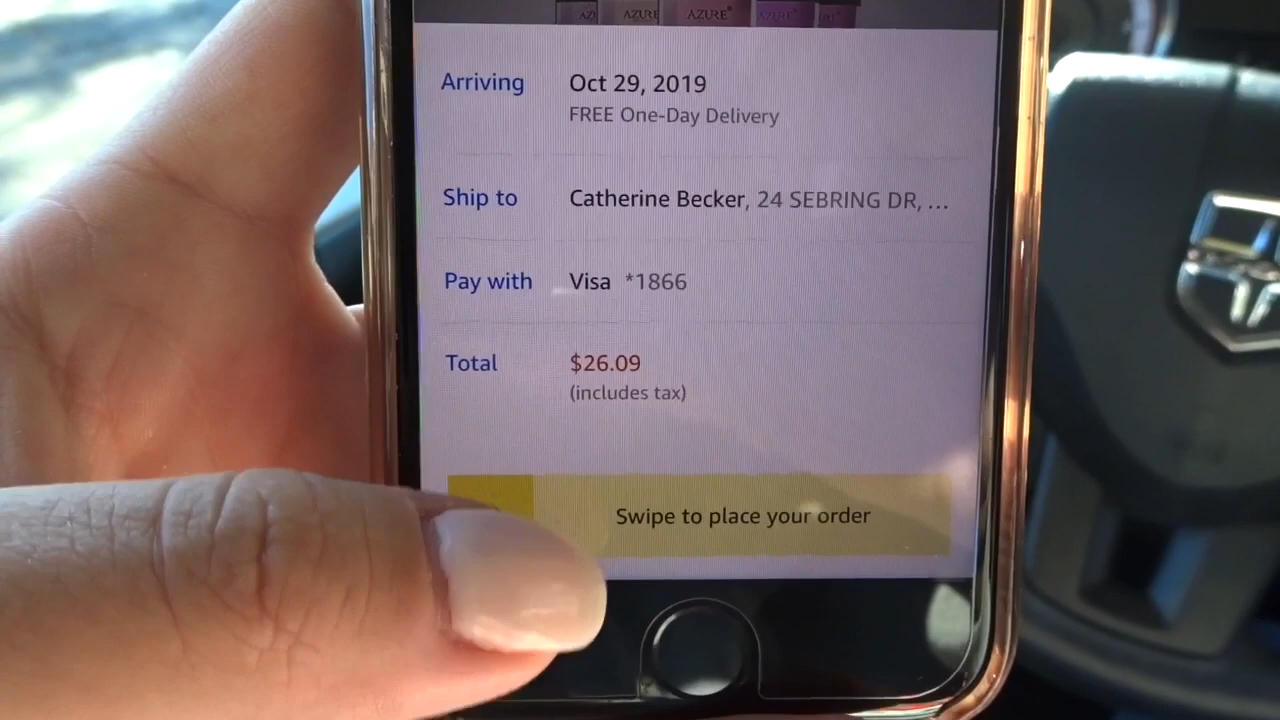 AZURE AZURE® AZURE®
Arriving Oct 29, 2019
FREE One-Day Delivery
Ship to Catherine Becker, 24 SEBRING DR, ...
Pay with Visa *1866
Total $26.09
(includes tax)
Swipe to place your order